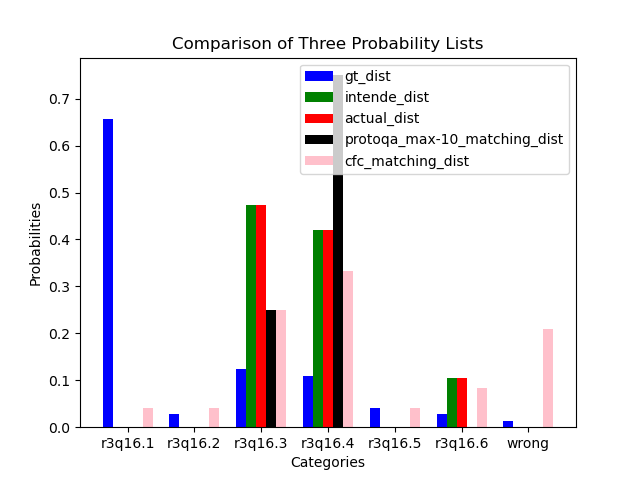 Comparison of Three Probability Lists
gt_dist
intende_dist
actual_dist
protoqa_max-10_matching_dist
cfc_matching_dist
0.7
0.6
0.5
0.4
0.3
0.2
0.1
0.0
Probabilities
r3q16.1 r3q16.2 r3q16.3 r3q16.4 r3q16.5 r3q16.6 wrong
Categories